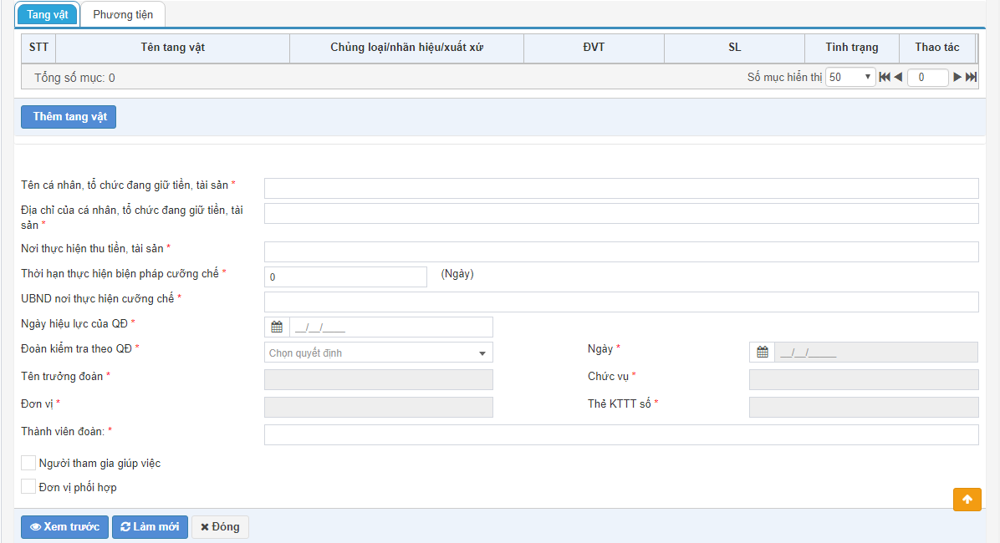 Tang vật Phương tiện
STT Tên tang vật Chủng loại/nhãn hiệu/xuất xứ ĐVT SL Tình trạng Thao tác
Tổng số mục: 0 Số mục hiển thị 50 0
Thêm tang vật
Tên cá nhân, tổ chức đang giữ tiền, tài sản *
Địa chỉ của cá nhân, tổ chức đang giữ tiền, tài
sản *
Nơi thực hiện thu tiền, tài sản *
Thời hạn thực hiện biện pháp cưỡng chế * 0 (Ngày)
UBND nơi thực hiện cưỡng chế *
Ngày hiệu lực của QĐ * __/__/____
Đoàn kiểm tra theo QĐ * Chọn quyết định Ngày * __/__/_____
Tên trưởng đoàn * Chức vụ *
Đơn vị * Thẻ KTTT số *
Thành viên đoàn: *
Người tham gia giúp việc
Đơn vị phối hợp
Xem trước Làm mới Đóng